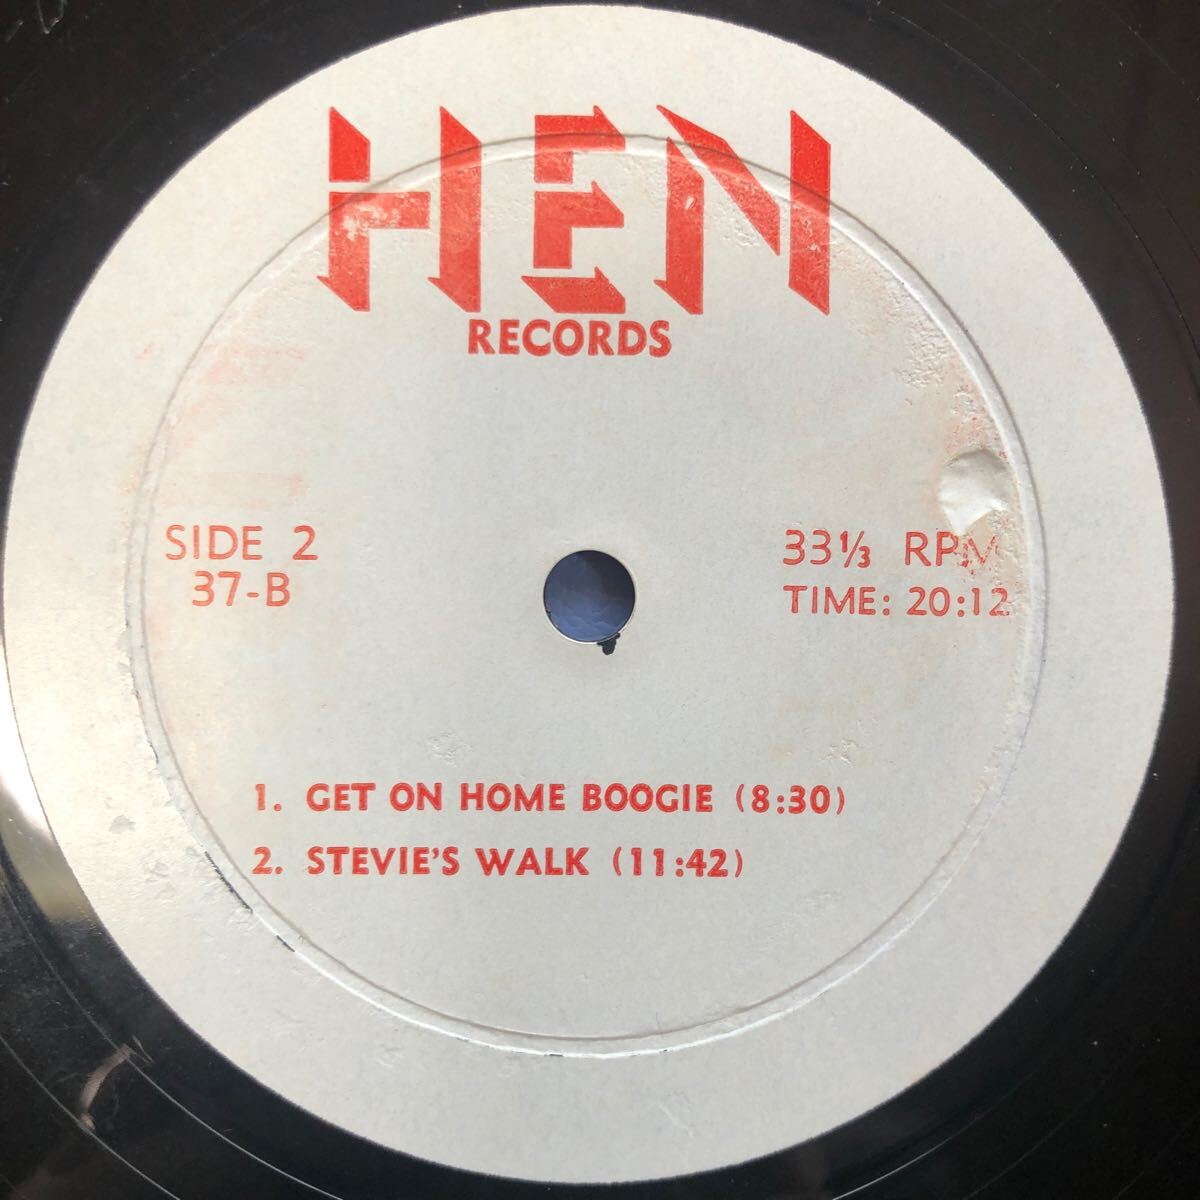 HEN
RECORDS
SIDE 2
37-B
33⅓ RPM
TIME: 20:12
1. GET ON HOME BOOGIE (8:30)
2. STEVIE'S WALK (11:42)